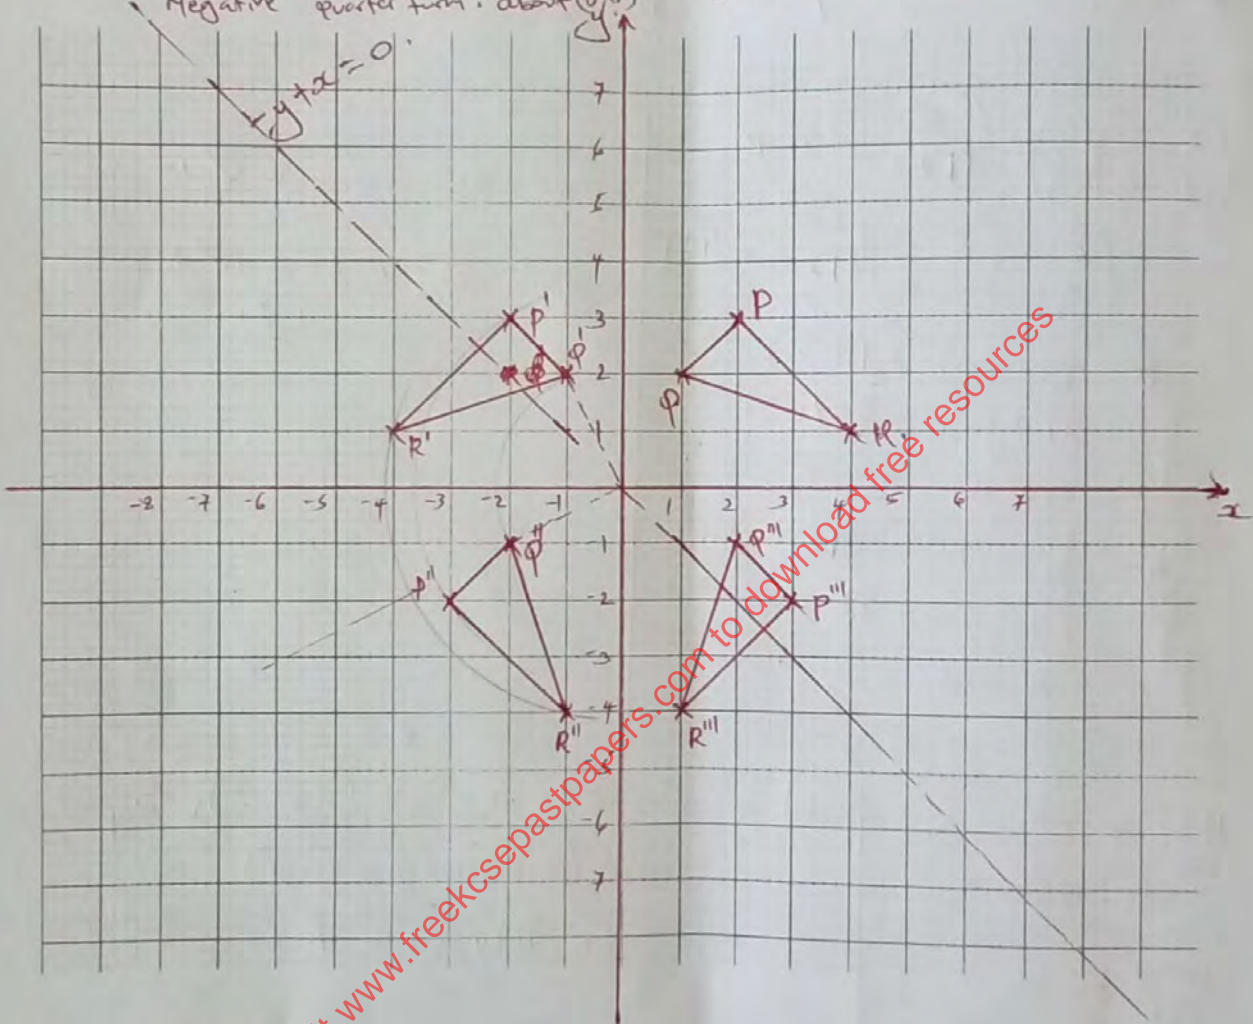 Negative quarter turn. about (0,0)
y
y+x=0.
7
6
5
4
P' 3 P
Q' 2
Q
R' 1 R.
-8 -7 -6 -5 -4 -3 -2 -1 1 2 3 4 5 6 7
x
Q" -1 Q'''
P" -2 P'''
-3
-4
R" R'''
-6
7
www.freekcsepastpapers.com to download free resources